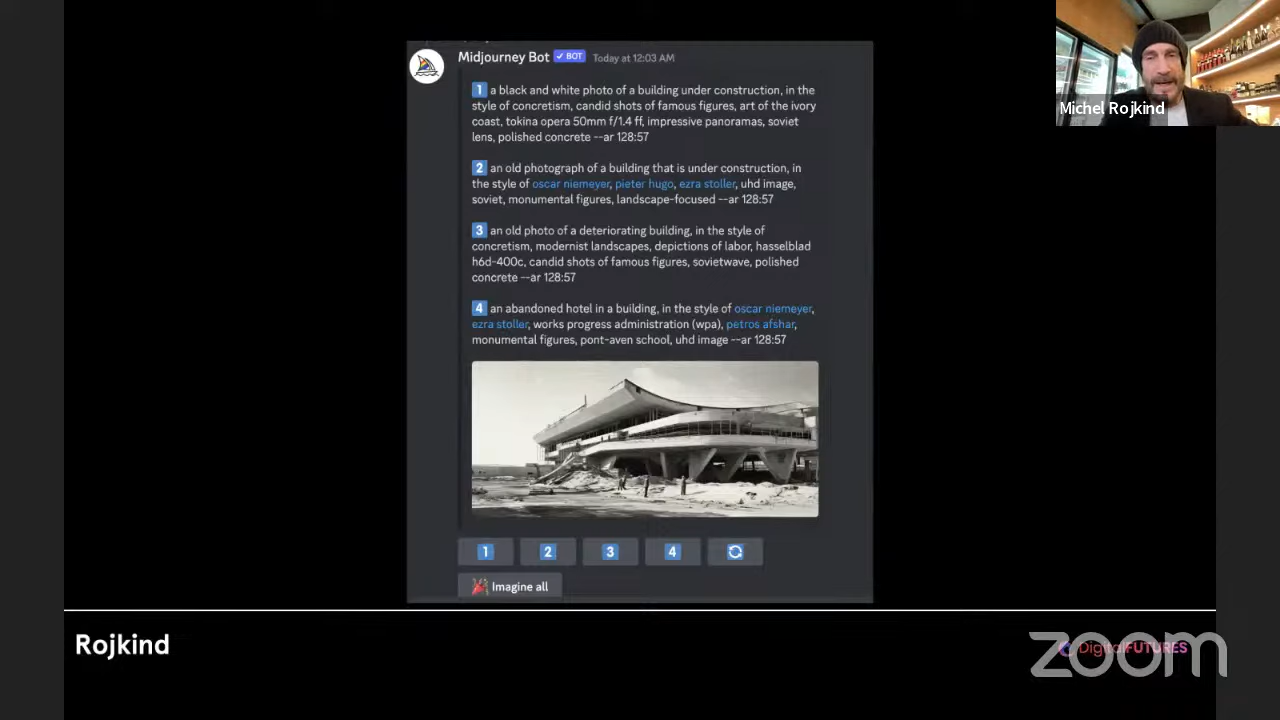 Midjourney Bot ✓ BOT Today at 12:03 AM
1 a black and white photo of a building under construction, in the
style of concretism, candid shots of famous figures, art of the ivory
coast, tokina opera 50mm f/1.4 ff, impressive panoramas, soviet
lens, polished concrete --ar 128:57
2 an old photograph of a building that is under construction, in
the style of oscar niemeyer, pieter hugo, ezra stoller, uhd image,
soviet, monumental figures, landscape-focused --ar 128:57
3 an old photo of a deteriorating building, in the style of
concretism, modernist landscapes, depictions of labor, hasselblad
h6d-400c, candid shots of famous figures, sovietwave, polished
concrete --ar 128:57
4 an abandoned hotel in a building, in the style of oscar niemeyer,
ezra stoller, works progress administration (wpa), petros afshar,
monumental figures, pont-aven school, uhd image --ar 128:57
1 2 3 4
Imagine all
Michel Rojkind
Rojkind
DigitalFUTURES
zoom